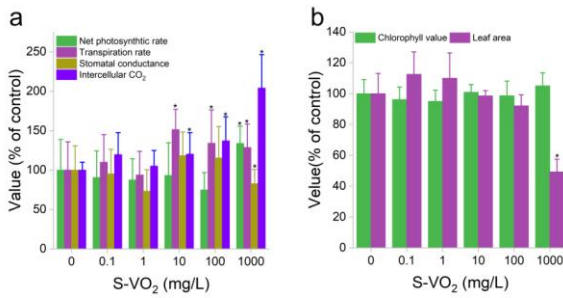 a
Net photosynthtic rate
Transpiration rate
Stomatal conductance
Intercellular CO₂
Value (% of control)
250
200
150
100
50
0
0 0.1 1 10 100 1000
S-VO₂ (mg/L)
b
Chlorophyll value Leaf area
Velue(% of control)
140
120
100
80
60
40
20
0
0 0.1 1 10 100 1000
S-VO₂ (mg/L)